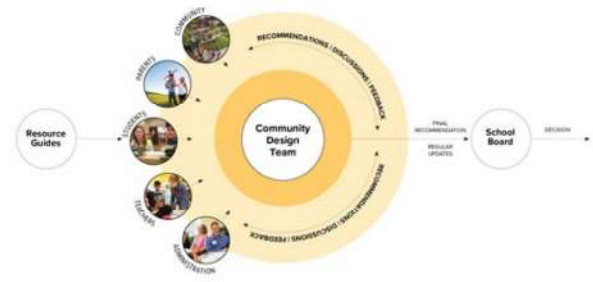 COMMUNITY
PARENTS
STUDENTS
TEACHERS
ADMINISTRATION
Resource
Guides
RECOMMENDATIONS | DISCUSSIONS | FEEDBACK
Community
Design
Team
RECOMMENDATIONS | DISCUSSIONS | FEEDBACK
FINAL
RECOMMENDATION
REGULAR
UPDATES
School
Board
DECISION